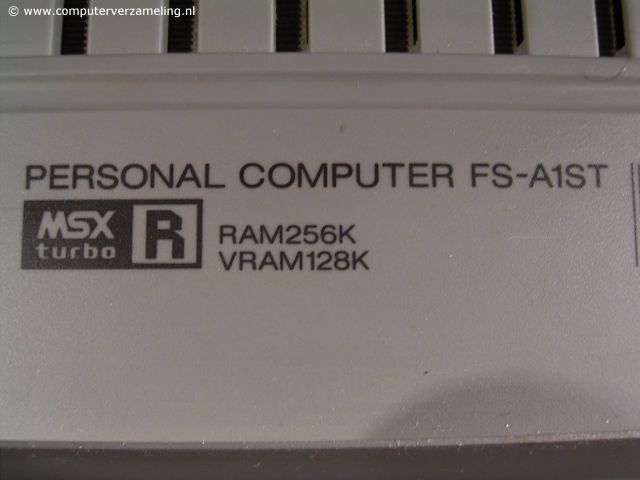 © www.computerverzameling.nl
PERSONAL COMPUTER FS-A1ST
MSX
turbo
R
RAM256K
VRAM128K